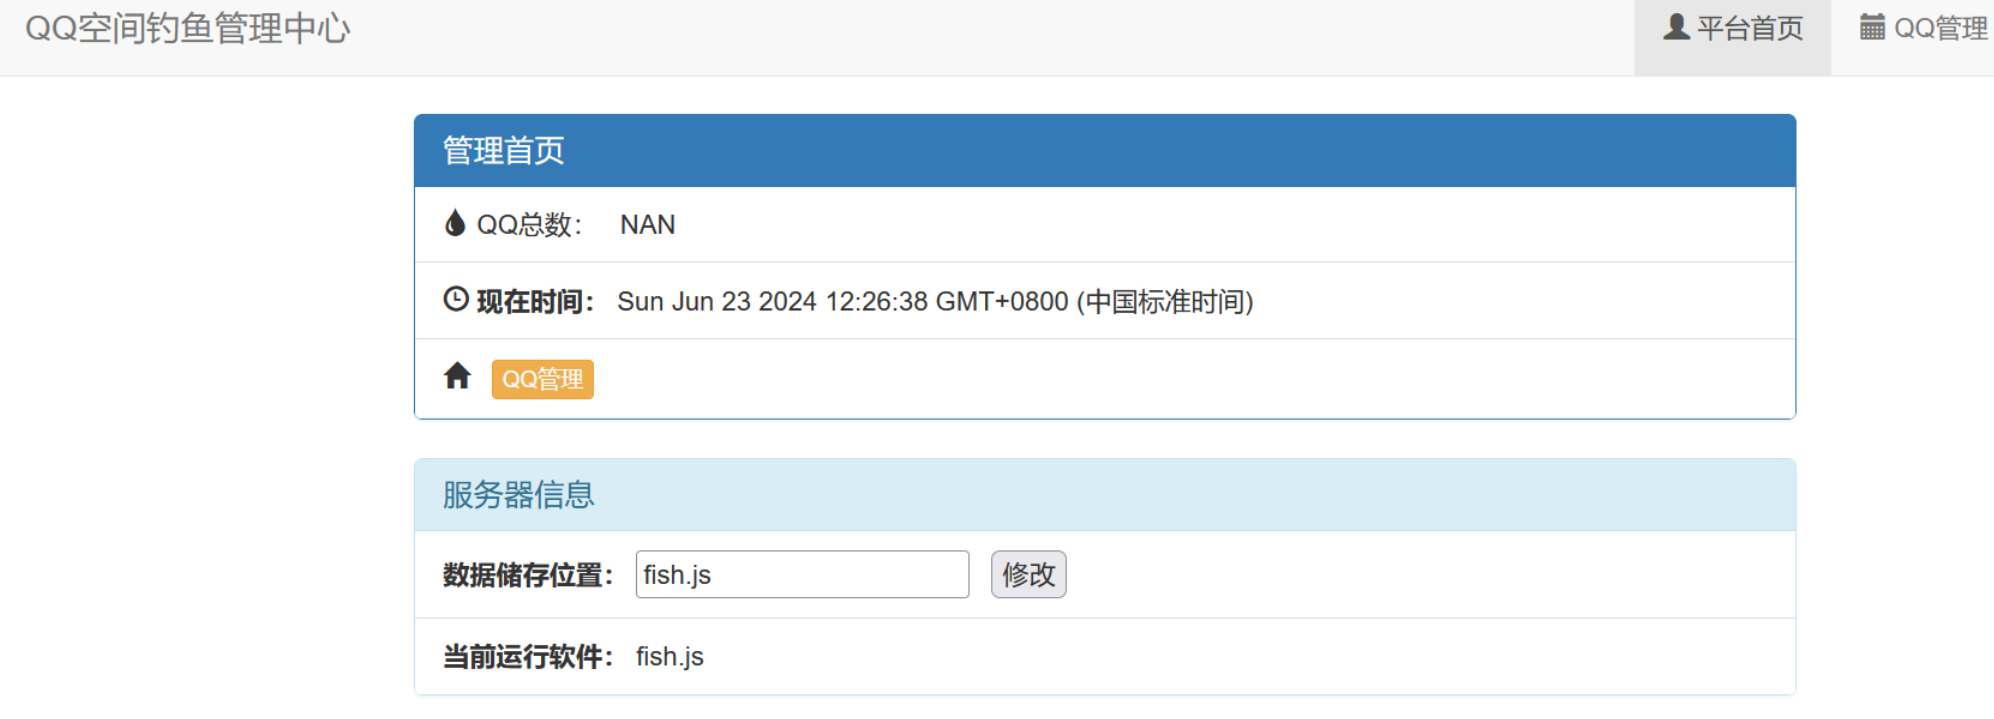 QQ空间钓鱼管理中心
平台首页
QQ管理
管理首页
QQ总数： NAN
现在时间： Sun Jun 23 2024 12:26:38 GMT+0800 (中国标准时间)
QQ管理
服务器信息
数据储存位置： fish.js 修改
当前运行软件： fish.js